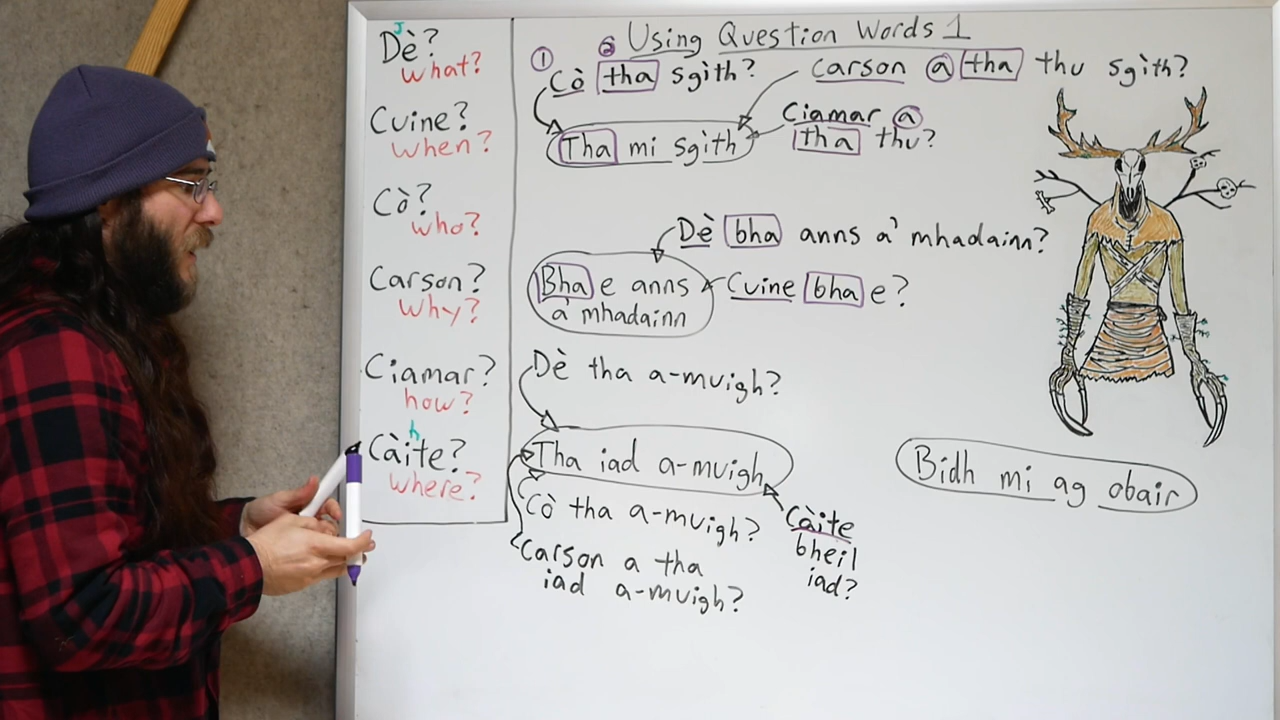 Dè?
J
what?
Cuine?
when?
Cò?
who?
Carson?
why?
Ciamar?
how?
Càite?
h
where?
Using Question Words 1
① ②
Cò tha sgìth?
carson a tha thu sgìth?
Tha mi sgìth
Ciamar a
tha thu?
Dè bha anns a' mhadainn?
Bha e anns
a' mhadainn
Cuine bha e?
Dè tha a-muigh?
Tha iad a-muigh
Cò tha a-muigh?
Carson a tha
iad a-muigh?
Càite
bheil
iad?
Bidh mi ag obair